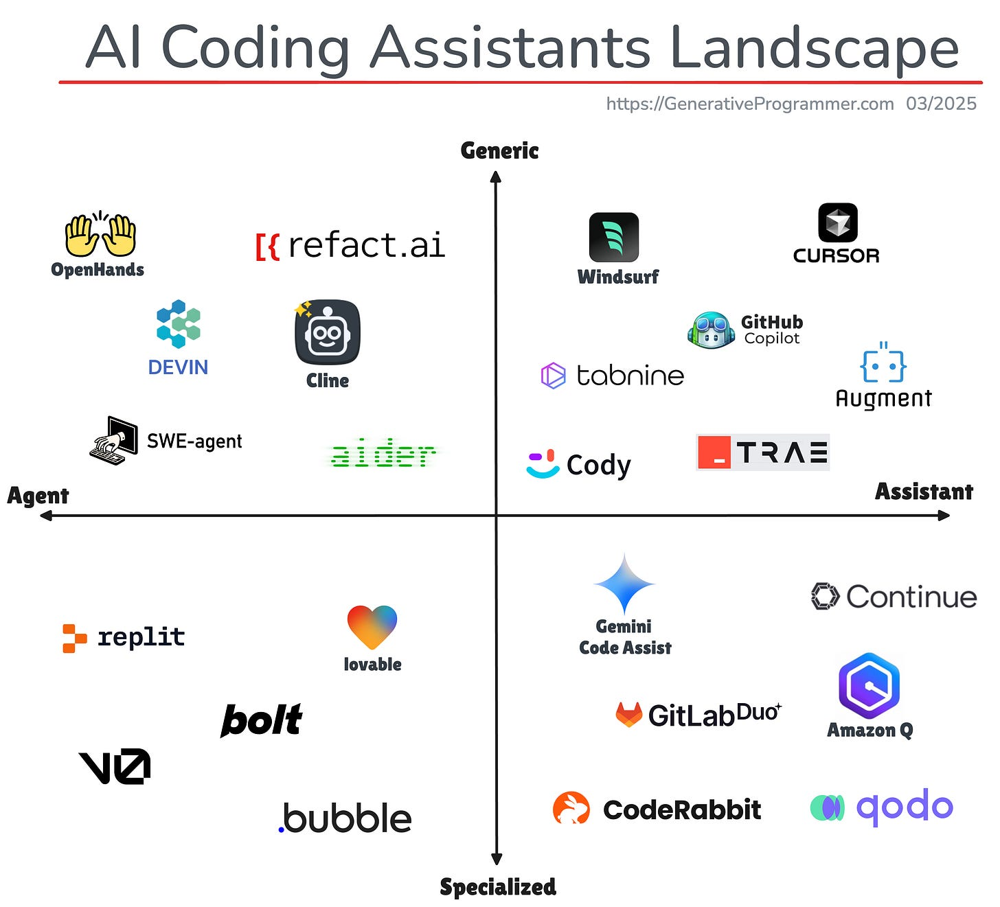 AI Coding Assistants Landscape
https://GenerativeProgrammer.com 03/2025
Generic
OpenHands
[{ refact.ai
Windsurf
CURSOR
DEVIN
Cline
GitHub
Copilot
tabnine
Augment
SWE-agent
aider
Cody
TRAE
Agent
Assistant
replit
lovable
Gemini
Code Assist
Continue
bolt
GitLab Duo
Amazon Q
v0
.bubble
CodeRabbit
qodo
Specialized